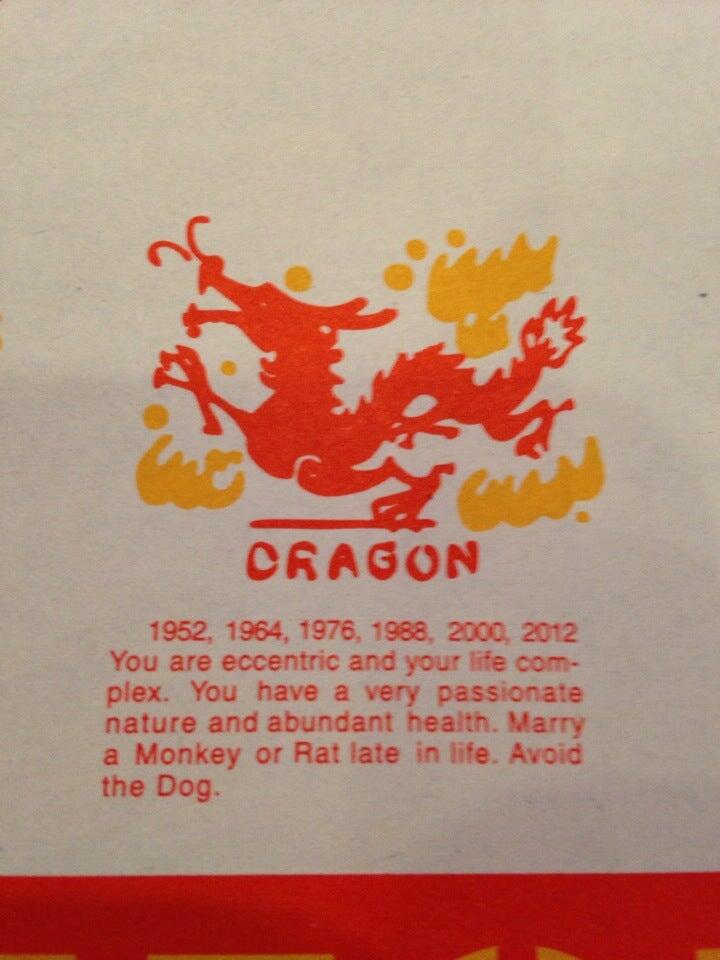 DRAGON
1952, 1964, 1976, 1988, 2000, 2012
You are eccentric and your life com-
plex. You have a very passionate
nature and abundant health. Marry
a Monkey or Rat late in life. Avoid
the Dog.